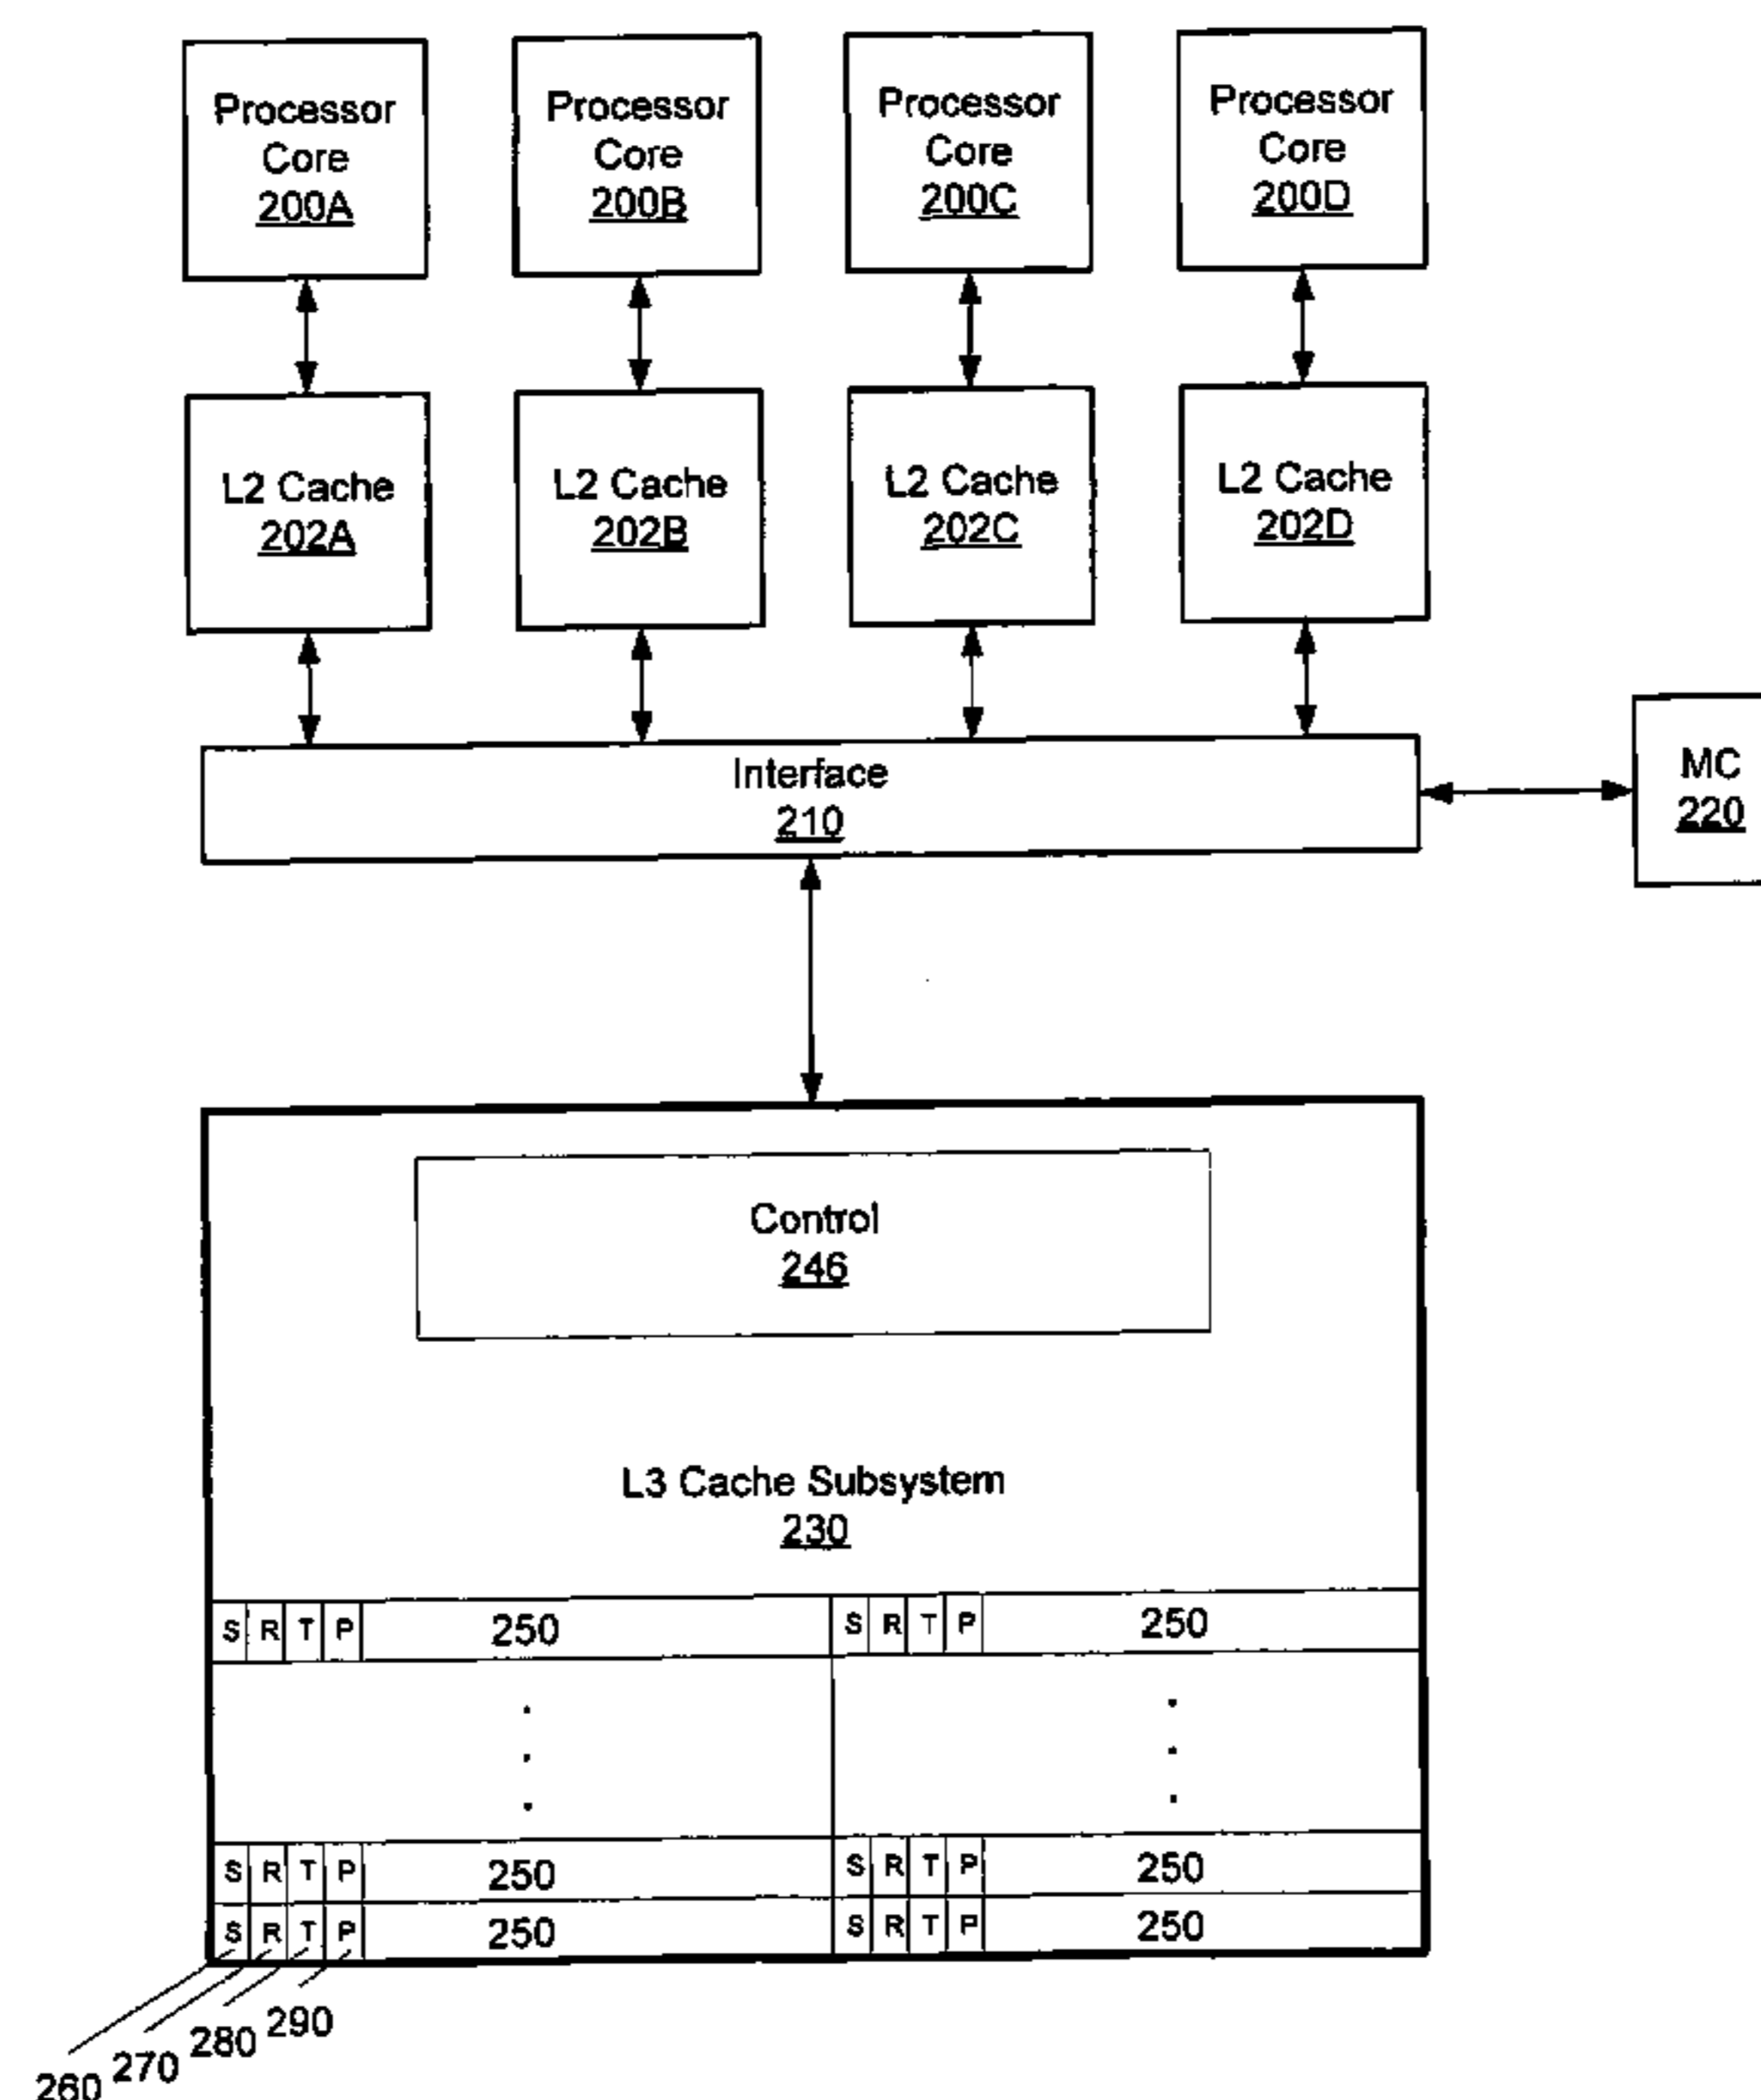 Processor
Core
200A
Processor
Core
200B
Processor
Core
200C
Processor
Core
200D
L2 Cache
202A
L2 Cache
202B
L2 Cache
202C
L2 Cache
202D
Interface
210
MC
220
Control
246
L3 Cache Subsystem
230
S R T P 250 S R T P 250
S R T P 250 S R T P 250
S R T P 250 S R T P 250
260 270 280 290